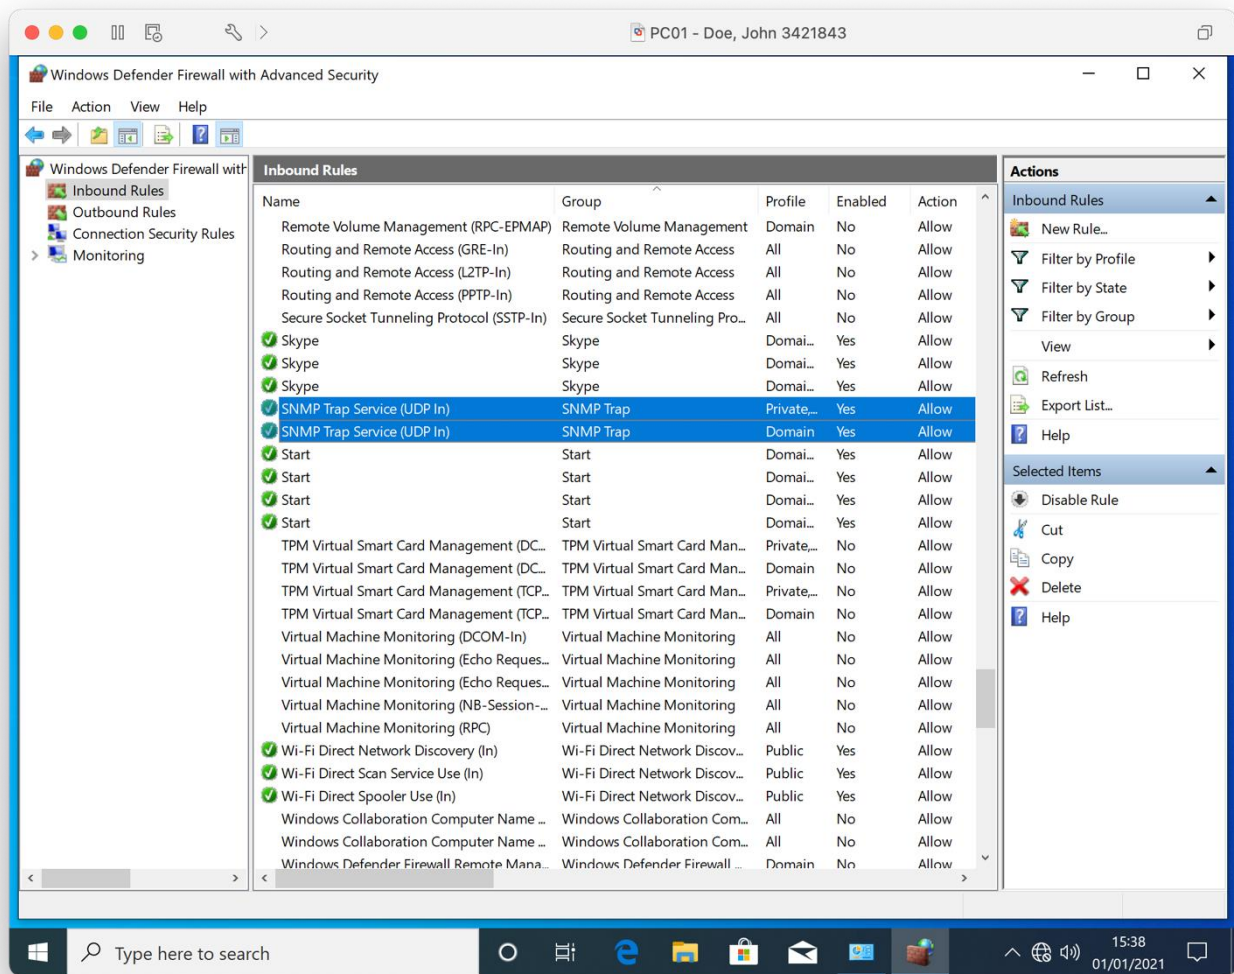 PC01 - Doe, John 3421843
Windows Defender Firewall with Advanced Security
File Action View Help
Windows Defender Firewall with
Inbound Rules
Outbound Rules
Connection Security Rules
Monitoring
Inbound Rules
Name Group Profile Enabled Action
Remote Volume Management (RPC-EPMAP) Remote Volume Management Domain No Allow
Routing and Remote Access (GRE-In) Routing and Remote Access All No Allow
Routing and Remote Access (L2TP-In) Routing and Remote Access All No Allow
Routing and Remote Access (PPTP-In) Routing and Remote Access All No Allow
Secure Socket Tunneling Protocol (SSTP-In) Secure Socket Tunneling Pro... All No Allow
Skype Skype Domai... Yes Allow
Skype Skype Domai... Yes Allow
Skype Skype Domai... Yes Allow
SNMP Trap Service (UDP In) SNMP Trap Private,... Yes Allow
SNMP Trap Service (UDP In) SNMP Trap Domain Yes Allow
Start Start Domai... Yes Allow
Start Start Domai... Yes Allow
Start Start Domai... Yes Allow
Start Start Domai... Yes Allow
TPM Virtual Smart Card Management (DC... TPM Virtual Smart Card Man... Private,... No Allow
TPM Virtual Smart Card Management (DC... TPM Virtual Smart Card Man... Domain No Allow
TPM Virtual Smart Card Management (TCP... TPM Virtual Smart Card Man... Private,... No Allow
TPM Virtual Smart Card Management (TCP... TPM Virtual Smart Card Man... Domain No Allow
Virtual Machine Monitoring (DCOM-In) Virtual Machine Monitoring All No Allow
Virtual Machine Monitoring (Echo Reques... Virtual Machine Monitoring All No Allow
Virtual Machine Monitoring (Echo Reques... Virtual Machine Monitoring All No Allow
Virtual Machine Monitoring (NB-Session-... Virtual Machine Monitoring All No Allow
Virtual Machine Monitoring (RPC) Virtual Machine Monitoring All No Allow
Wi-Fi Direct Network Discovery (In) Wi-Fi Direct Network Discov... Public Yes Allow
Wi-Fi Direct Scan Service Use (In) Wi-Fi Direct Network Discov... Public Yes Allow
Wi-Fi Direct Spooler Use (In) Wi-Fi Direct Network Discov... Public Yes Allow
Windows Collaboration Computer Name ... Windows Collaboration Com... All No Allow
Windows Collaboration Computer Name ... Windows Collaboration Com... All No Allow
Windows Defender Firewall Remote Mana... Windows Defender Firewall ... Domain No Allow
Actions
Inbound Rules
New Rule...
Filter by Profile
Filter by State
Filter by Group
View
Refresh
Export List...
Help
Selected Items
Disable Rule
Cut
Copy
Delete
Help
Type here to search
15:38
01/01/2021